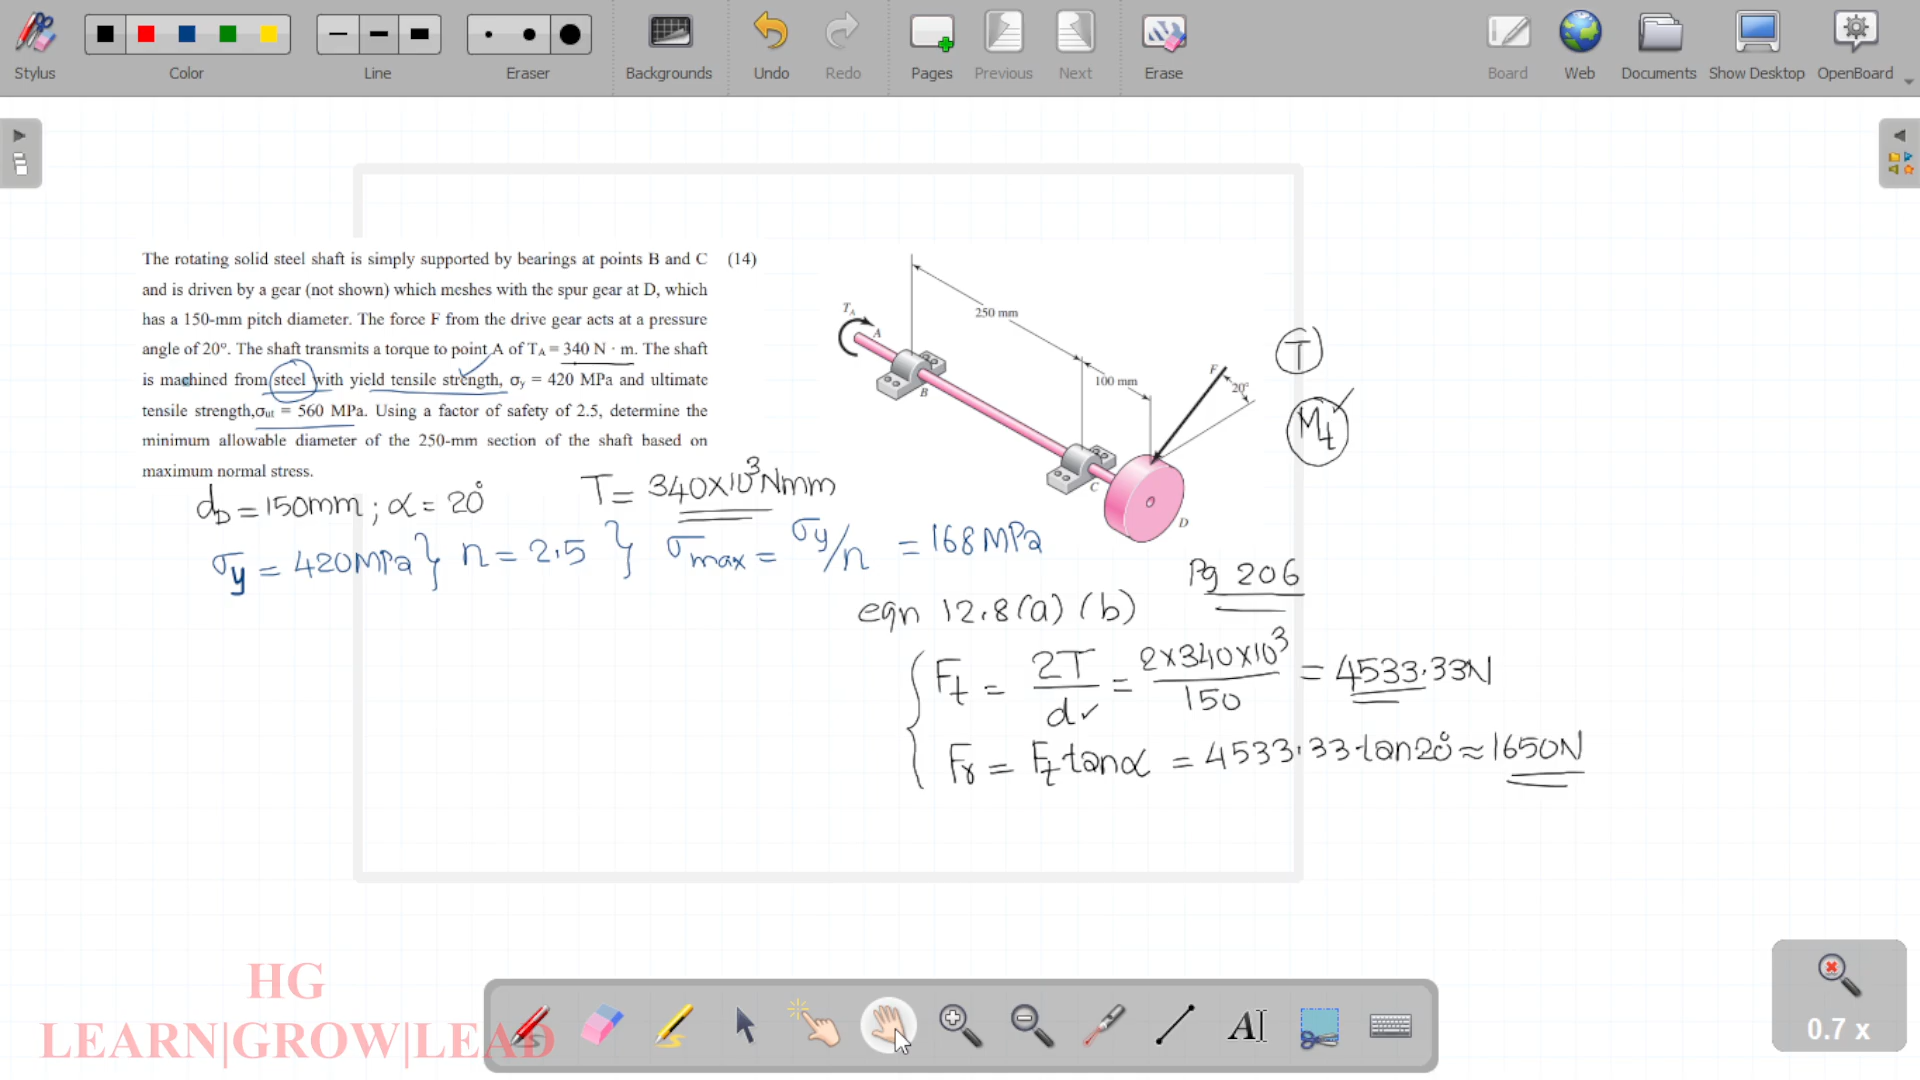 Stylus Color Line Eraser Backgrounds Undo Redo Pages Previous Next Erase Board Web Documents Show Desktop OpenBoard
The rotating solid steel shaft is simply supported by bearings at points B and C (14)
and is driven by a gear (not shown) which meshes with the spur gear at D, which
has a 150-mm pitch diameter. The force F from the drive gear acts at a pressure
angle of 20°. The shaft transmits a torque to point A of TA = 340 N · m. The shaft
is machined from steel with yield tensile strength, σy = 420 MPa and ultimate
tensile strength,σut = 560 MPa. Using a factor of safety of 2.5, determine the
minimum allowable diameter of the 250-mm section of the shaft based on
maximum normal stress.
TA
A
250 mm
B
100 mm
F
20°
C
D
T
Mt
dD = 150mm ; α = 20° T = 340×10³Nmm
σy = 420MPa } n = 2.5 } σmax = σy/n = 168MPa
Pg 206
eqn 12.8(a) (b)
Ft = 2T/d = 2×340×10³/150 = 4533.33N
Fr = Ft tanα = 4533.33 tan20° ≈ 1650N
HG
LEARN|GROW|LEAD
0.7 x